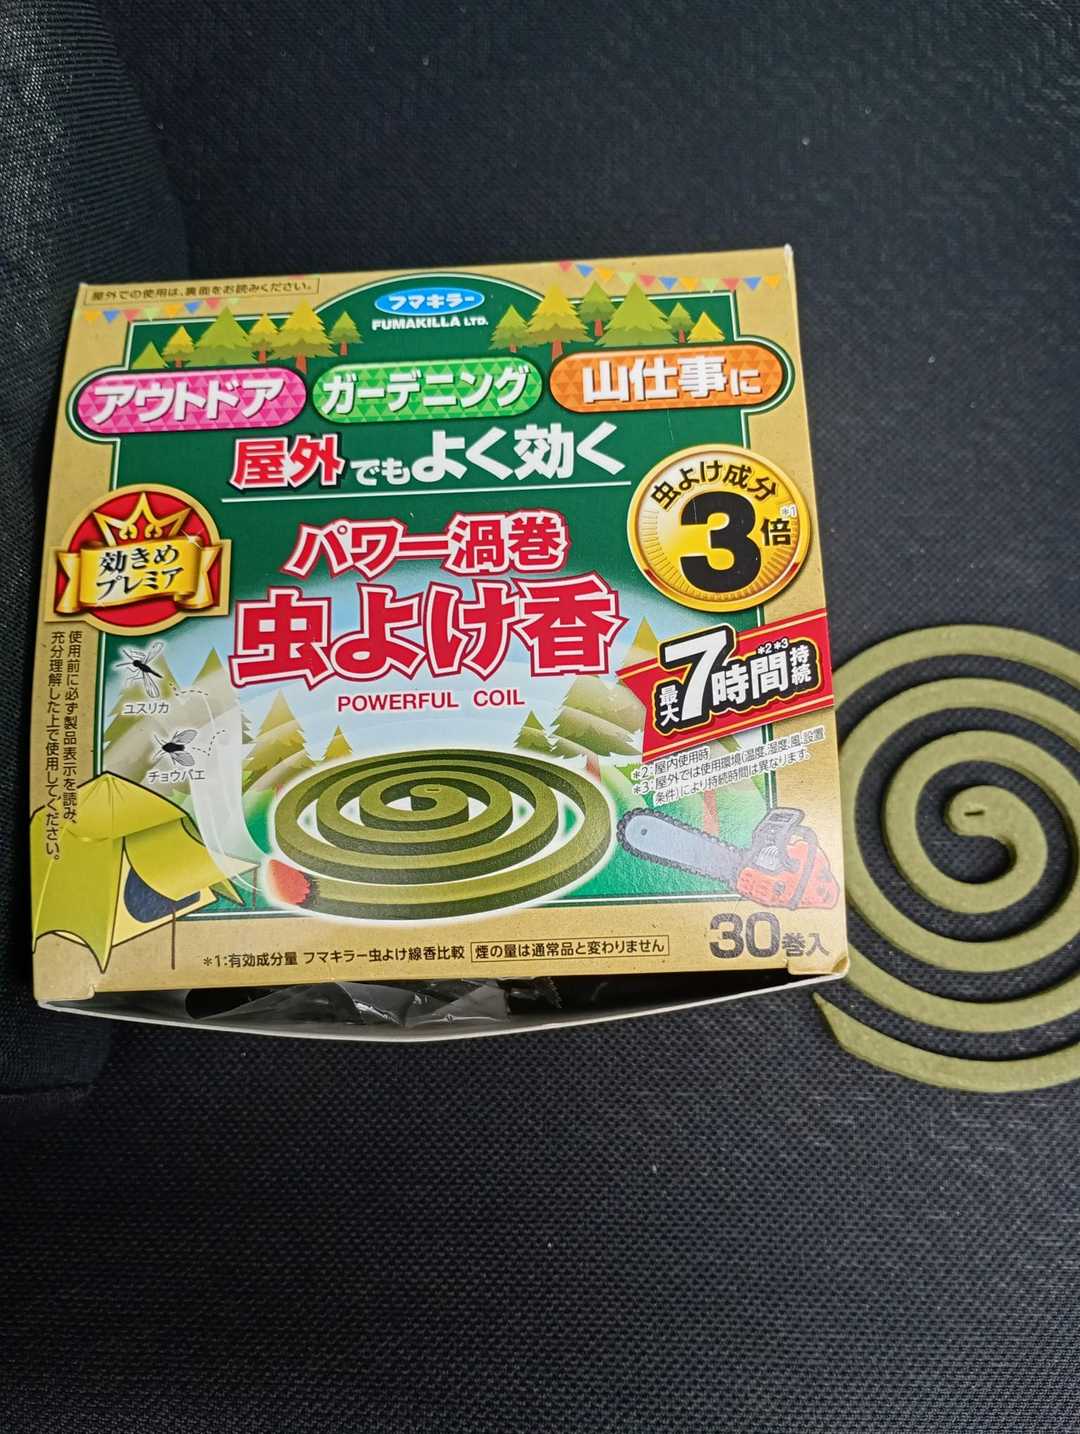 屋外での使用は、裏面をお読みください。
フマキラー
FUMAKILLA LTD.
アウトドア
ガーデニング
山仕事に
屋外でもよく効く
虫よけ成分
3倍*1
効きめ
プレミア
パワー渦巻
虫よけ香
POWERFUL COIL
最大7時間持続*2*3
*2:屋内使用時
*3:屋外では使用環境(温度、湿度、風、設置
条件)により持続時間は異なります。
使用前に必ず製品表示を読み、
充分理解した上で使用してください。
ユスリカ
チョウバエ
30巻入
*1:有効成分量 フマキラー虫よけ線香比較
煙の量は通常品と変わりません